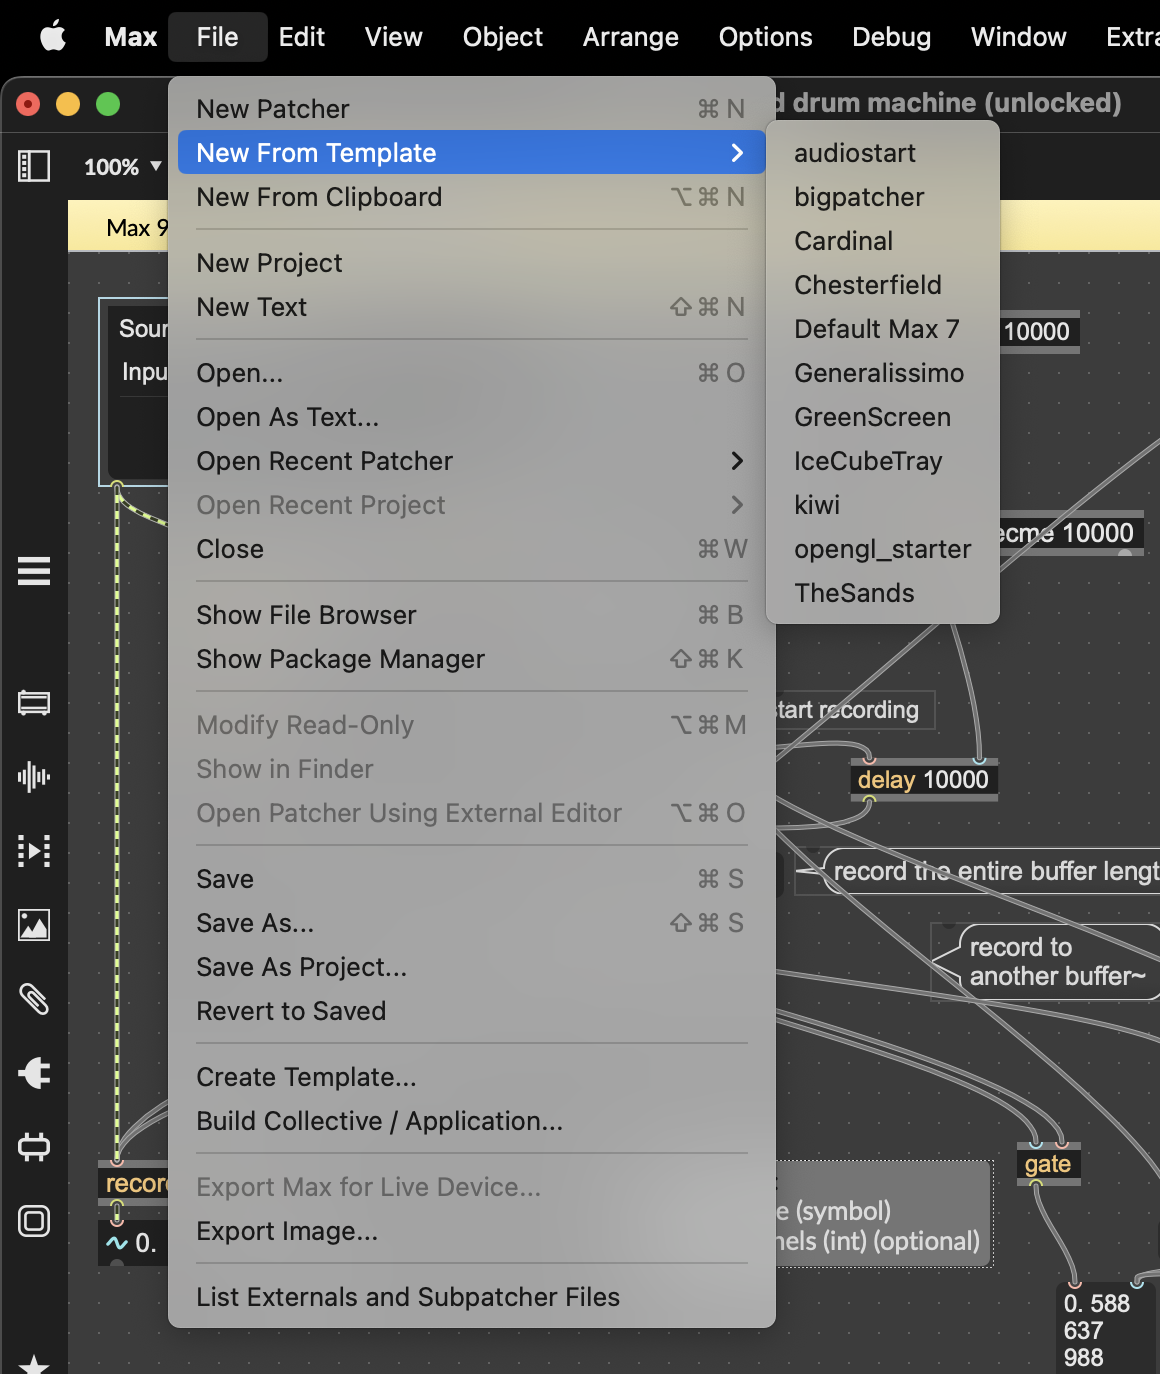 Max File Edit View Object Arrange Options Debug Window Extra
drum machine (unlocked)
100%
Max 9
New Patcher ⌘ N
New From Template
New From Clipboard ⌥ ⌘ N
New Project
New Text ⇧ ⌘ N
Open... ⌘ O
Open As Text...
Open Recent Patcher
Open Recent Project
Close ⌘ W
Show File Browser ⌘ B
Show Package Manager ⇧ ⌘ K
Modify Read-Only ⌥ ⌘ M
Show in Finder
Open Patcher Using External Editor ⌥ ⌘ O
Save ⌘ S
Save As... ⇧ ⌘ S
Save As Project...
Revert to Saved
Create Template...
Build Collective / Application...
Export Max for Live Device...
Export Image...
List Externals and Subpatcher Files
audiostart
bigpatcher
Cardinal
Chesterfield
Default Max 7
Generalissimo
GreenScreen
IceCubeTray
kiwi
opengl_starter
TheSands
Sour
Inpu
10000
ecme 10000
tart recording
delay 10000
record the entire buffer lengt
record to
another buffer~
gate
e (symbol)
nels (int) (optional)
recor
0.
0. 588
637
988